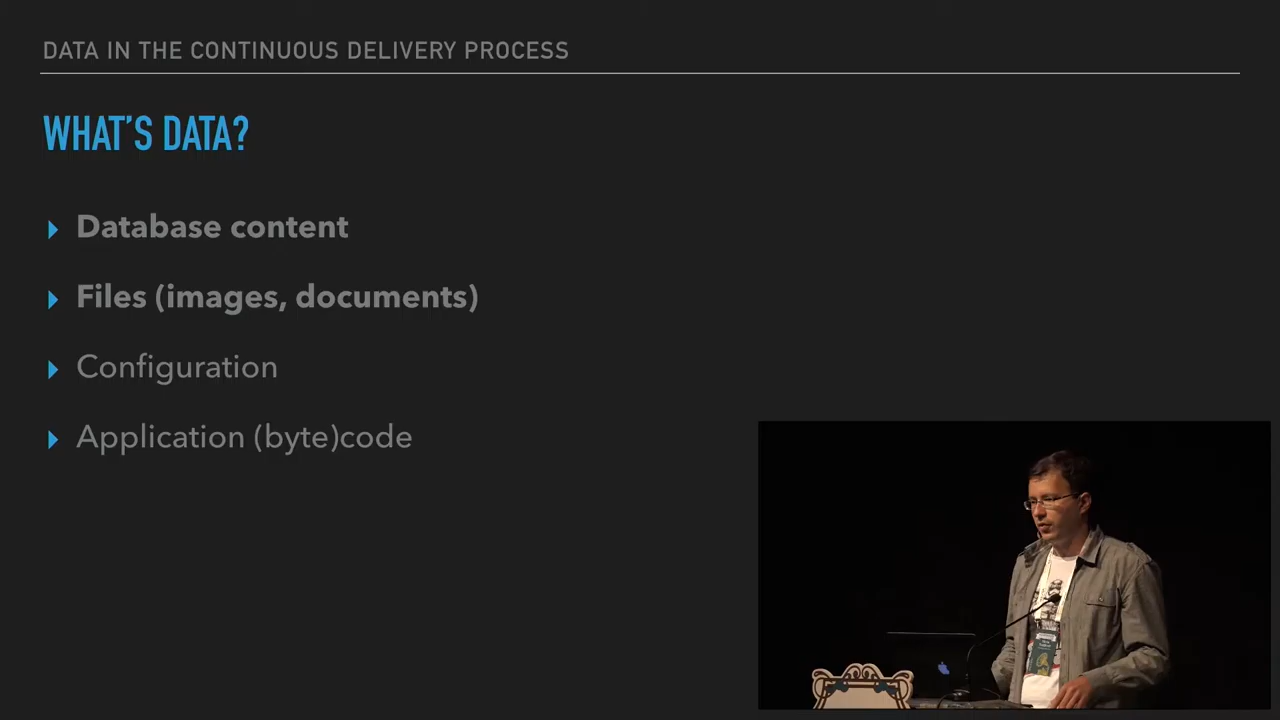 DATA IN THE CONTINUOUS DELIVERY PROCESS
WHAT'S DATA?
Database content
Files (images, documents)
Configuration
Application (byte)code